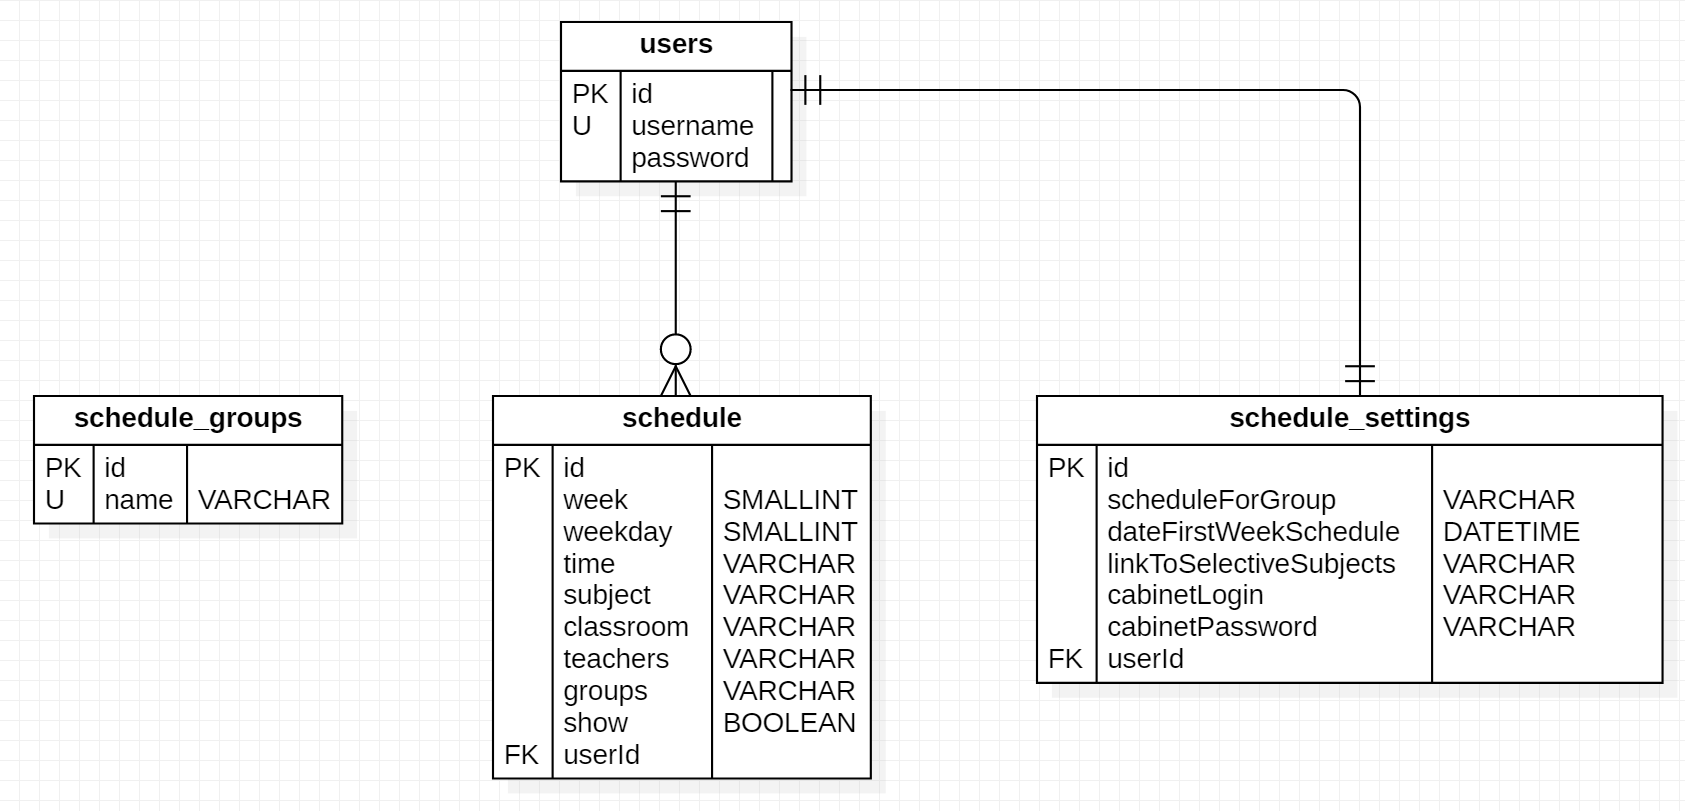 users
PK id
U username
password
schedule_groups
PK id
U name VARCHAR
schedule
PK id
week SMALLINT
weekday SMALLINT
time VARCHAR
subject VARCHAR
classroom VARCHAR
teachers VARCHAR
groups VARCHAR
show BOOLEAN
FK userId
schedule_settings
PK id
scheduleForGroup VARCHAR
dateFirstWeekSchedule DATETIME
linkToSelectiveSubjects VARCHAR
cabinetLogin VARCHAR
cabinetPassword VARCHAR
FK userId